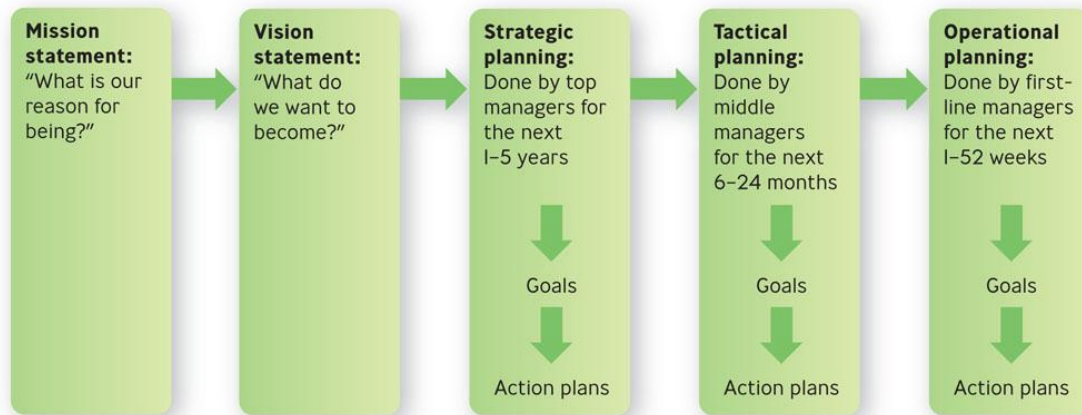 Mission
statement:
“What is our
reason for
being?”
Vision
statement:
“What do
we want to
become?”
Strategic
planning:
Done by top
managers for
the next
1–5 years
Goals
Action plans
Tactical
planning:
Done by
middle
managers
for the next
6–24 months
Goals
Action plans
Operational
planning:
Done by first-
line managers
for the next
1–52 weeks
Goals
Action plans